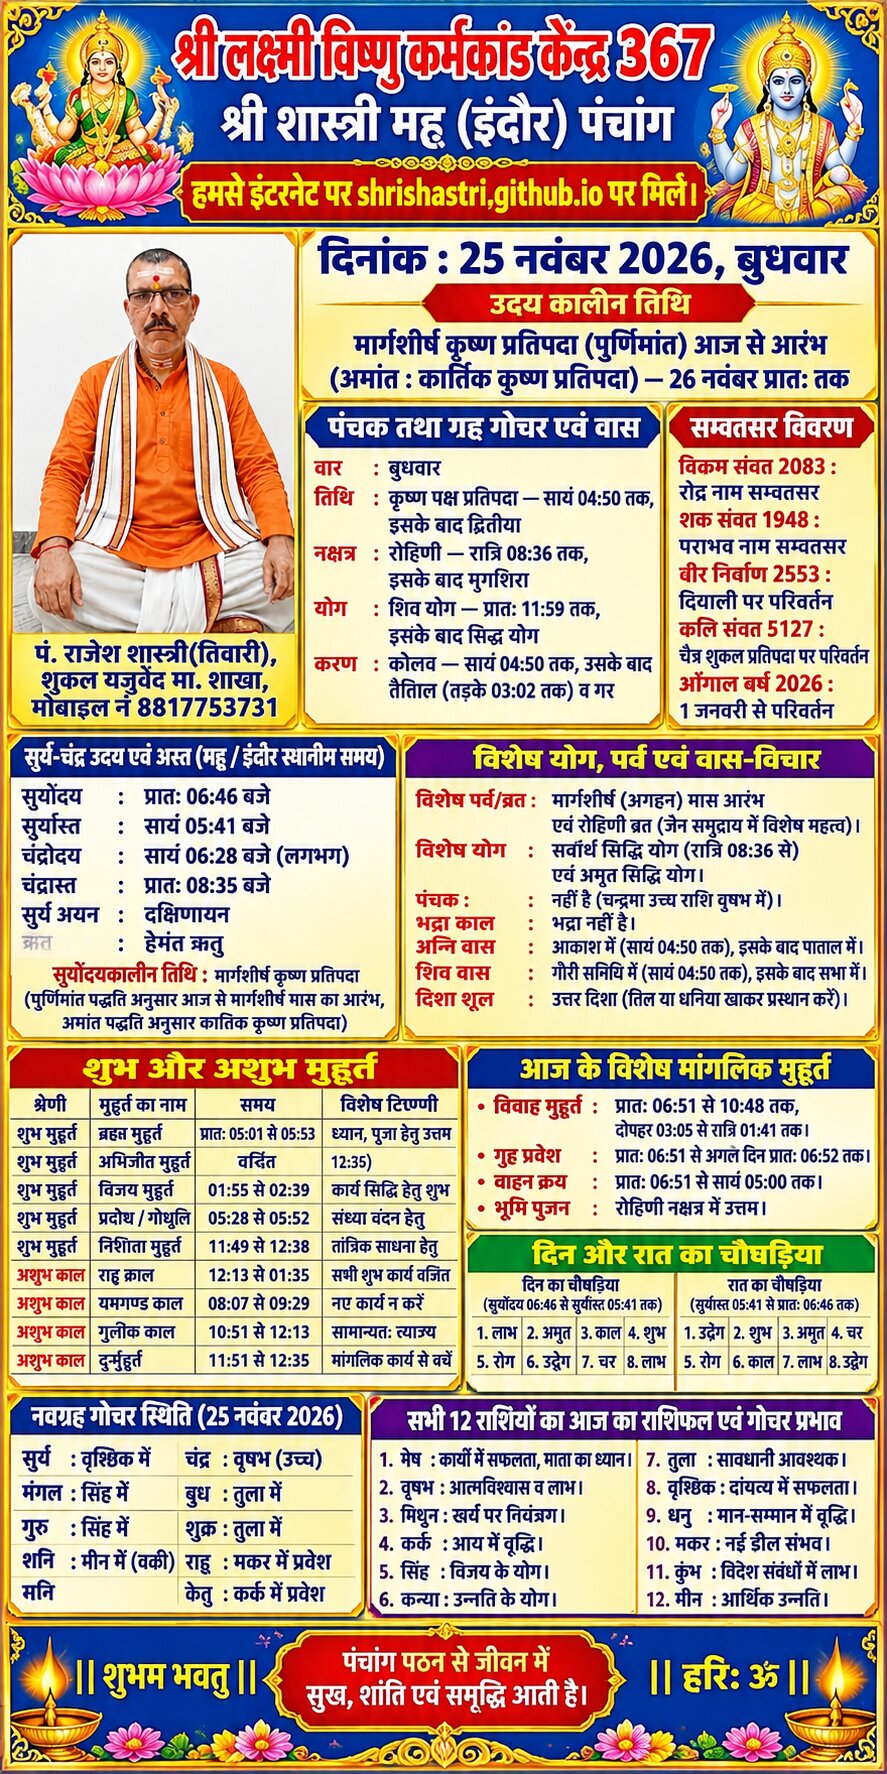 श्री लक्ष्मी विष्णु कर्मकांड केंन्द्र 367
श्री शास्त्री महू (इंदौर) पंचांग
हमसे इंटरनेट पर shrishastri,github.io पर मिलें।
दिनांक : 25 नवंबर 2026, बुधवार
उदय कालीन तिथि
मार्गशीर्ष कृष्ण प्रतिपदा (पुर्णिमांत) आज से आरंभ
(अमांत : कार्तिक कृष्ण प्रतिपदा) – 26 नवंबर प्रात: तक
पं. राजेश शास्त्री(तिवारी),
शुकल यजुवेंद मा. शाखा,
मोबाइल नं 8817753731
पंचक तथा ग्रह गोचर एवं वास
वार : बुधवार
तिथि : कृष्ण पक्ष प्रतिपदा – सायं 04:50 तक,
इसके बाद द्वितीया
नक्षत्र : रोहिणी – रात्रि 08:36 तक,
इसके बाद मुगशिरा
योग : शिव योग – प्रात: 11:59 तक,
इसके बाद सिद्ध योग
करण : कोलव – सायं 04:50 तक, उसके बाद
तैतिाल (तड़के 03:02 तक) व गर
सम्वतसर विवरण
विकम संवत 2083 :
रोद्र नाम सम्वतसर
शक संवत 1948 :
पराभव नाम सम्वतसर
बीर निर्बाण 2553 :
दियाली पर परिवर्तन
कलि संवत 5127 :
चैत्र शुकल प्रतिपदा पर परिवर्तन
ओंगाल बर्ष 2026 :
1 जनवरी से परिवर्तन
सुर्य-चंद्र उदय एवं अस्त (महू / इंदीर स्थानीम समय)
सुयोंदय : प्रात: 06:46 बजे
सुर्यास्त : सायं 05:41 बजे
चंद्रोदय : सायं 06:28 बजे (लगभग)
चंद्रास्त : प्रात: 08:35 बजे
सुर्य अयन : दक्षिणायन
: हेमंत ऋतु
सुयोंदयकालीन तिथि : मार्गशीर्ष कृष्ण प्रतिपदा
(पुर्णिमांत पद्धति अनुसार आज से मार्गशीर्ष मास का आरंभ,
अमांत पद्धति अनुसार कातिक कृष्ण प्रतिपदा)
विशेष योग, पर्व एवं वास-विचार
विशेष पर्व/व्रत : मार्गशीर्ष (अगहन) मास आरंभ
एवं रोहिणी ब्रत (जैन समुद्राय में विशेष महत्व)।
विशेष योग : सर्वार्थ सिद्धि योग (रात्रि 08:36 से)
एवं अमृत सिद्धि योग।
पंचक : : नहीं है (चन्द्रमा उच्च राशि वुषभ में)।
भद्रा काल : भद्रा नहीं है।
अन्नि वास : आकाश में (सायं 04:50 तक), इसके बाद पाताल में।
शिव वास : गौरी सनिधि में (सायं 04:50 तक), इसके बाद सभा में।
दिशा शूल : उत्तर दिशा (तिल या धनिया खाकर प्रस्थान करें)।
शुभ और अशुभ मुहूर्त
श्रेणी मुहुर्त का नाम समय विशेष टिप्पणी
शुभ मुहुर्त ब्रह्म मुहुर्त प्रात: 05:01 से 05:53 ध्यान, पुजा हेतु उत्तम
शुभ मुहुर्त अभिजीत मुहुर्त वर्दित 12:35)
शुभ मुहुर्त विजय मुहुर्त 01:55 से 02:39 कार्य सिद्धि हेतु शुभ
शुभ मुहुर्त प्रदोध / गोधुलि 05:28 से 05:52 संध्या वंदन हेतु
शुभ मुहुर्त निशिाता मुहुर्त 11:49 से 12:38 तांत्रिक साधना हेतु
अशुभ काल राहू क्राल 12:13 से 01:35 सभी शुभ कार्य वजित
अशुभ काल यमगण्ड काल 08:07 से 09:29 नए कार्य न करें
अशुभ काल गुलीक काल 10:51 से 12:13 सामान्यत: त्याज्य
अशुभ काल दुर्न्मुहुर्त 11:51 से 12:35 मांगलिक कार्य से वचें
आज के विशेष मांगलिक मुहूर्त
• विवाह मुहूर्त : प्रात: 06:51 से 10:48 तक,
दोपहर 03:05 से रात्रि 01:41 तक।
• गुह प्रवेश : प्रात: 06:51 से अगले दिन प्रात: 06:52 तक।
• वाहन क्रय : प्रात: 06:51 से सायं 05:00 तक।
• भूमि पुजन : रोहिणी नक्षत्र में उत्तम।
दिन और रात का चौघड़िया
दिन का चीषड़िया
(सुर्योदय 06:46 से सुर्यास्त 05:41 तक)
1. लाभ 2. अमुत 3. काल 4. शुभ
5. रोग 6. उद्वेग 7. चर 8. लाभ
रात का चौषड़िया
(सुर्यास्त 05:41 से प्रात: 06:46 तक)
1. उद्वेग 2. शुभ 3. अमुत 4. चर
5. रोग 6. काल 7. लाभ 8. उद्वेग
नवग्रह गोचर स्थिति (25 नवंबर 2026)
सुर्य : वृश्छिक में चंद्र : वृषभ (उच्च)
मंगल : सिंह में बुध : तुला में
गुरु : सिंह में शुक्र : तुला में
शनि : मीन में (वकी) राहू : मकर में प्रवेश
मनि केतु : कर्क में प्रवेश
सभी 12 राशियों का आज का राशिफल एवं गोचर प्रभाव
1. मेष : कार्यी में सफलता, माता का ध्यान।
2. वृषभ : आत्मविश्वास व लाभ।
3. मिथुन : खर्य पर निवंत्रग।
4. कर्क : आय में वृद्धि।
5. सिंह : विजय के योग।
6. कन्या : उन्नति के योग।
7. तुला : सावधानी आवश्थक।
8. वृश्छिक : दांयत्य में सफलता।
9. धनु : मान-सम्मान में वृद्धि।
10. मकर : नई डील संभव।
11. कुंभ : विदेश संवंधों में लाभ।
12. मीन : आर्थिक उन्नति।
|| शुभम भवतु ||
पंचांग पठन से जीवन में
सुख, शांति एवं समृद्धि आती है।
|| हरि: ॐ ||